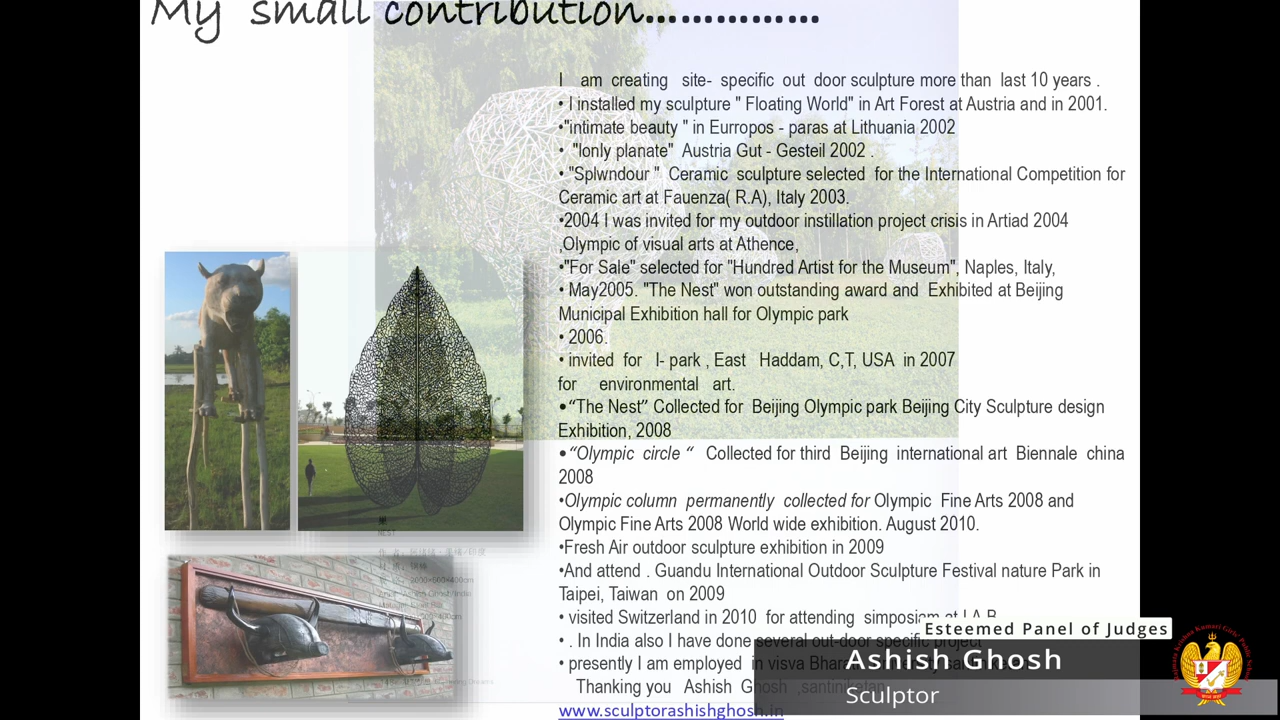 My small contribution……………
I am creating site- specific out door sculpture more than last 10 years .
• I installed my sculpture " Floating World" in Art Forest at Austria and in 2001.
•"intimate beauty " in Eurropos - paras at Lithuania 2002
• "lonly planate" Austria Gut - Gesteil 2002 .
• "Splwndour " Ceramic sculpture selected for the International Competition for
Ceramic art at Fauenza( R.A), Italy 2003.
•2004 I was invited for my outdoor instillation project crisis in Artiad 2004
,Olympic of visual arts at Athence,
•"For Sale" selected for "Hundred Artist for the Museum", Naples, Italy,
• May2005. "The Nest" won outstanding award and Exhibited at Beijing
Municipal Exhibition hall for Olympic park
• 2006.
• invited for I- park , East Haddam, C,T, USA in 2007
for environmental art.
•“The Nest” Collected for Beijing Olympic park Beijing City Sculpture design
Exhibition, 2008
•“Olympic circle “ Collected for third Beijing international art Biennale china
2008
•Olympic column permanently collected for Olympic Fine Arts 2008 and
Olympic Fine Arts 2008 World wide exhibition. August 2010.
•Fresh Air outdoor sculpture exhibition in 2009
•And attend . Guandu International Outdoor Sculpture Festival nature Park in
Taipei, Taiwan on 2009
• visited Switzerland in 2010 for attending simposiam at I A B
• . In India also I have done several out-door specific project
• presently I am employed in visva Bharati
Thanking you Ashish Ghosh ,santiniketan
www.sculptorashishghosh.in
NEST
Esteemed Panel of Judges
Ashish Ghosh
Sculptor